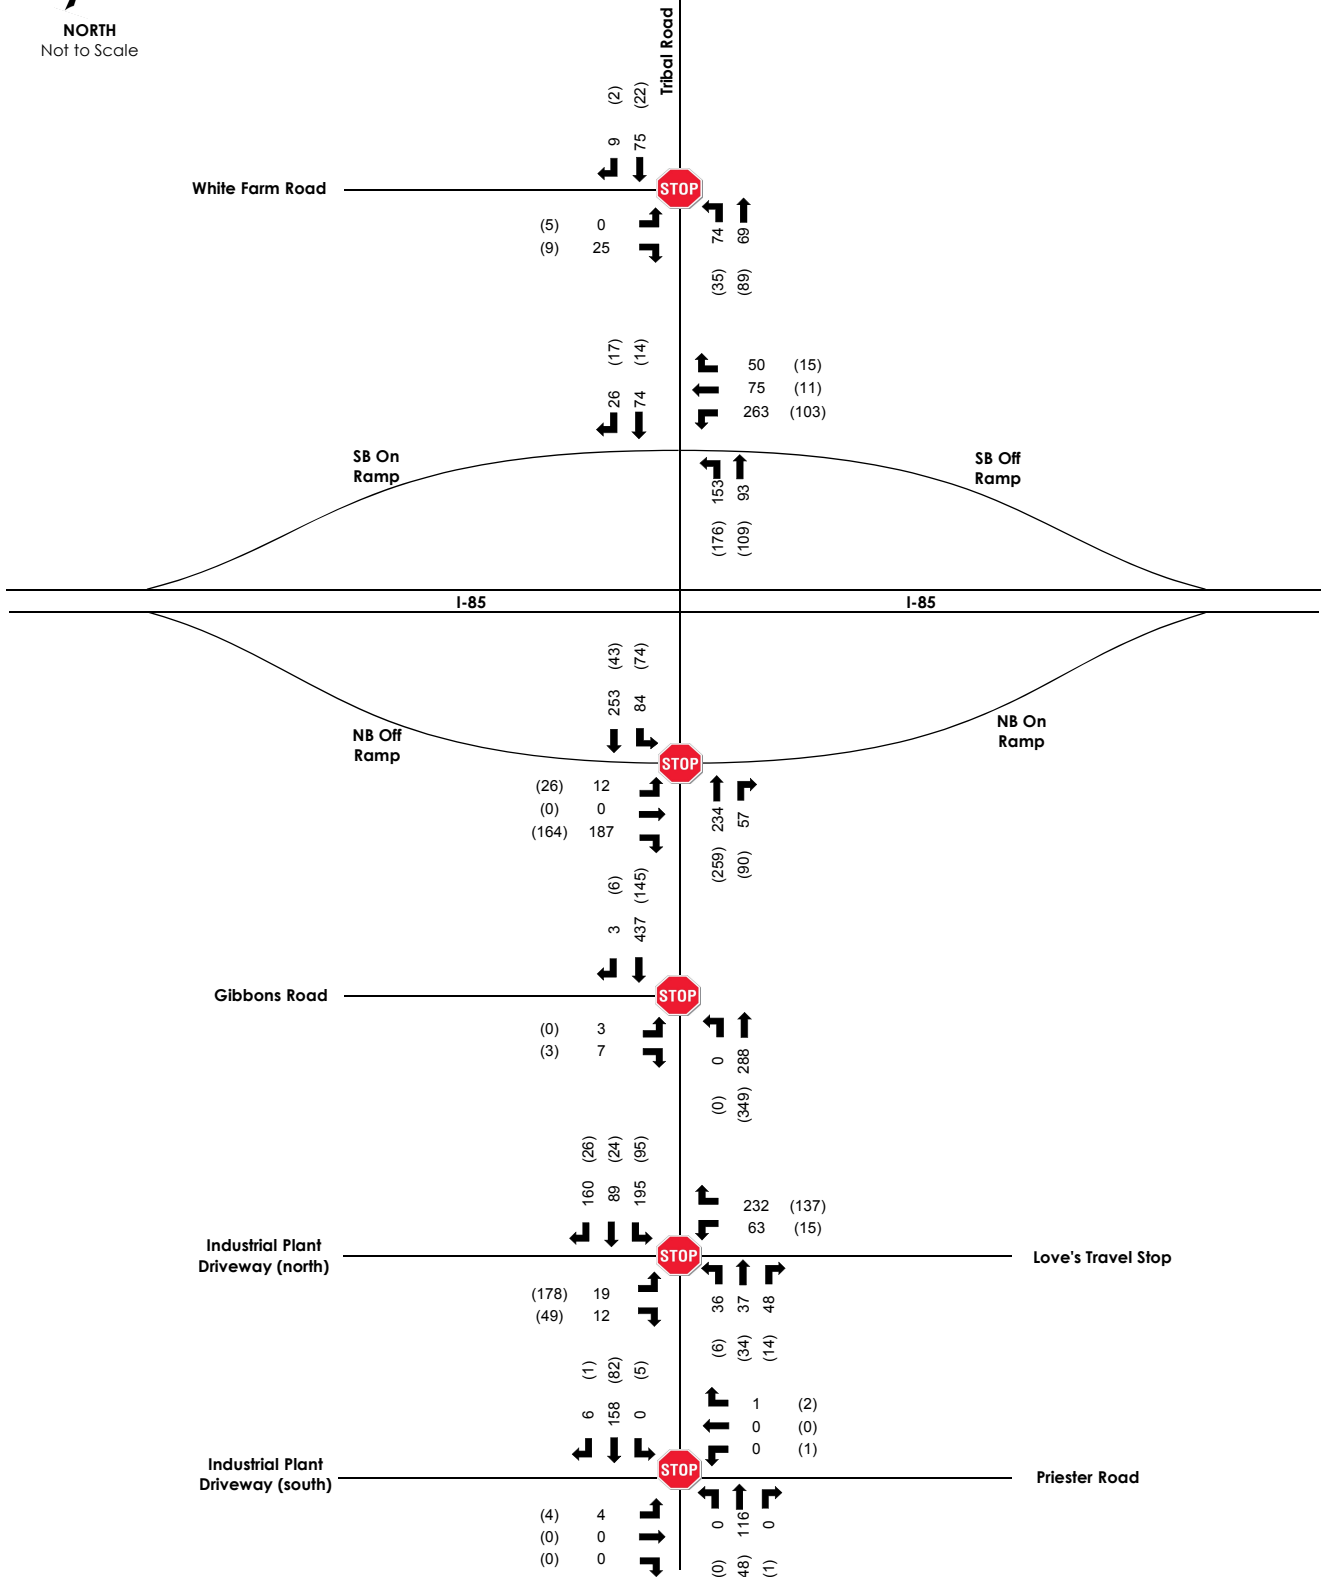 NORTH
Not to Scale
Tribal Road
(2) (22)
9 75
White Farm Road
STOP
(5) 0
(9) 25
74 69
(35) (89)
(17) (14)
26 74
50 (15)
75 (11)
263 (103)
SB On
Ramp
SB Off
Ramp
153 93
(176) (109)
I-85
I-85
(43) (74)
253 84
NB Off
Ramp
NB On
Ramp
STOP
(26) 12
(0) 0
(164) 187
234 57
(259) (90)
(6) (145)
3 437
Gibbons Road
STOP
(0) 3
(3) 7
0 288
(0) (349)
(26) (24) (95)
160 89 195
232 (137)
63 (15)
Industrial Plant
Driveway (north)
STOP
Love's Travel Stop
(178) 19
(49) 12
36 37 48
(6) (34) (14)
(1) (82) (5)
6 158 0
1 (2)
0 (0)
0 (1)
Industrial Plant
Driveway (south)
STOP
Priester Road
(4) 4
(0) 0
(0) 0
0 116 0
(0) 48) (1)